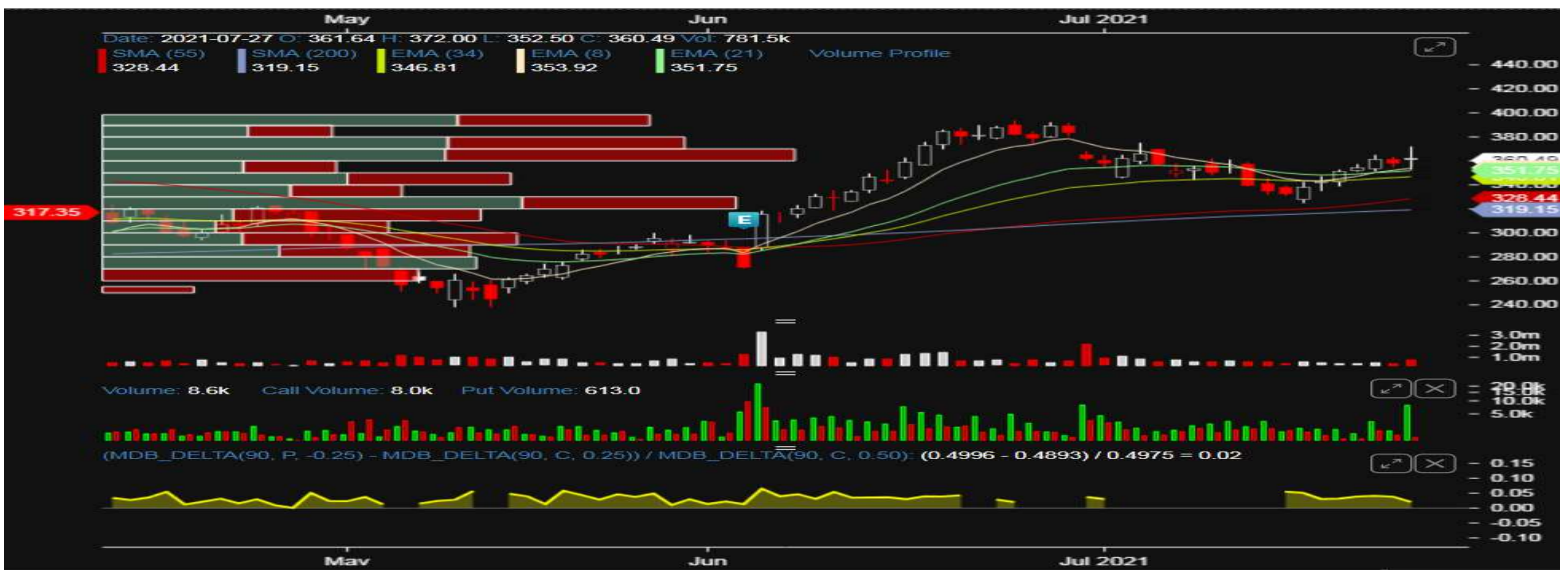 May Jun Jul 2021
Date: 2021-07-27 O: 361.64 H: 372.00 L: 352.50 C: 360.49 Vol: 781.5k
SMA (55) SMA (200) EMA (34) EMA (8) EMA (21) Volume Profile
328.44 319.15 346.81 353.92 351.75
440.00
420.00
400.00
380.00
360.49
351.75
340.00
328.44
317.35
319.15
E
300.00
280.00
260.00
240.00
3.0m
2.0m
1.0m
Volume: 8.6k Call Volume: 8.0k Put Volume: 613.0
20.0k
15.0k
10.0k
5.0k
(MDB_DELTA(90, P, -0.25) - MDB_DELTA(90, C, 0.25)) / MDB_DELTA(90, C, 0.50): (0.4996 - 0.4893) / 0.4975 = 0.02
0.15
0.10
0.05
0.00
-0.05
-0.10
May Jun Jul 2021